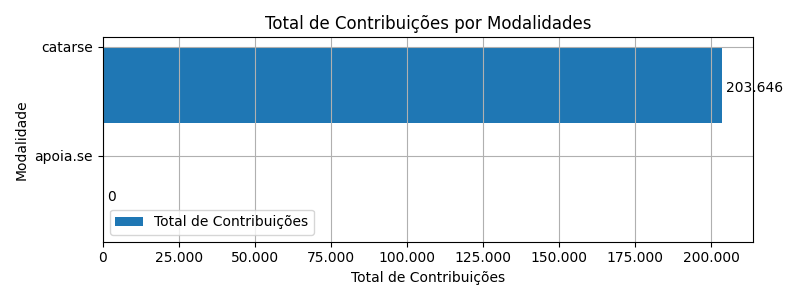 Total de Contribuições por Modalidades
catarse
203.646
Modalidade
apoia.se
0
Total de Contribuições
0 25.000 50.000 75.000 100.000 125.000 150.000 175.000 200.000
Total de Contribuições